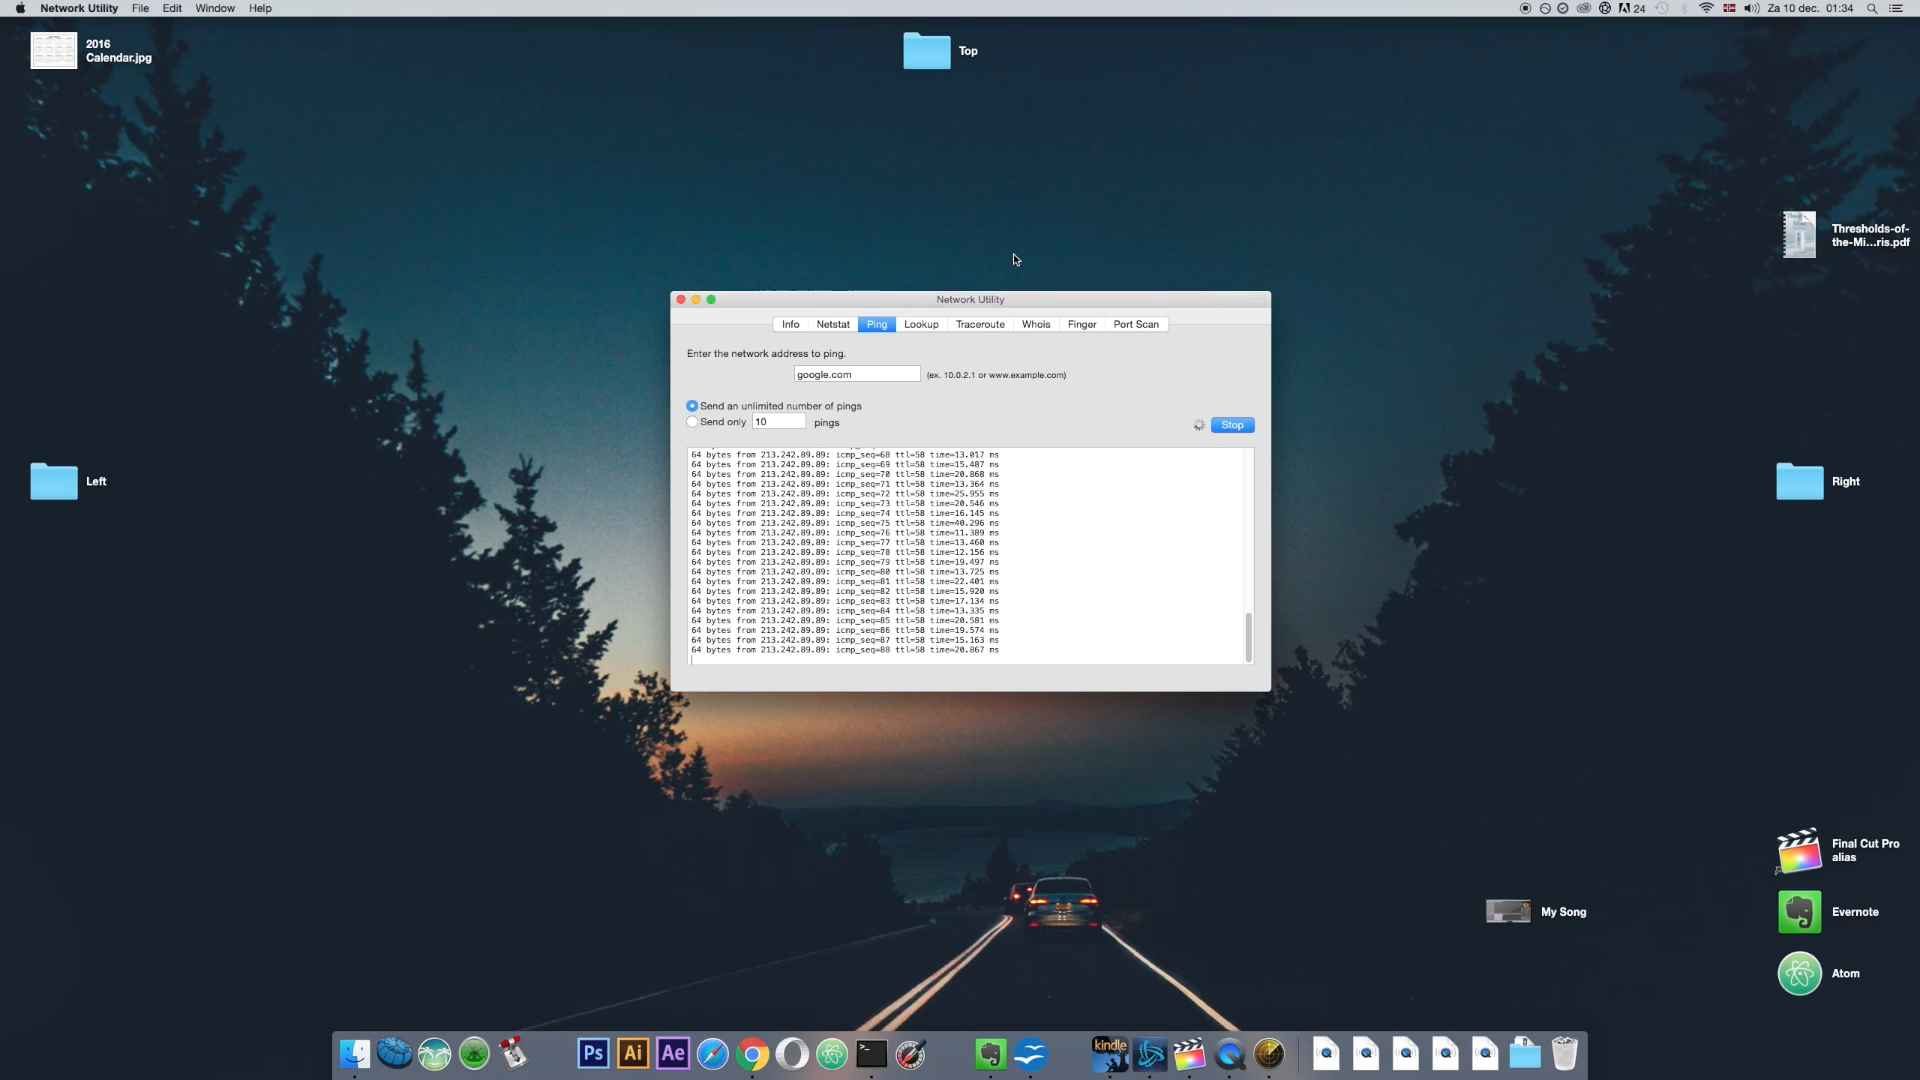 Network Utility File Edit Window Help
24 Za 10 dec. 01:34
2016
Calendar.jpg
Top
Thresholds-of-
the-Mi...ris.pdf
Left
Right
Network Utility
Info Netstat Ping Lookup Traceroute Whois Finger Port Scan
Enter the network address to ping.
google.com (ex. 10.0.2.1 or www.example.com)
Send an unlimited number of pings
Send only 10 pings
Stop
64 bytes from 213.242.89.89: icmp_seq=68 ttl=58 time=13.017 ms
64 bytes from 213.242.89.89: icmp_seq=69 ttl=58 time=15.487 ms
64 bytes from 213.242.89.89: icmp_seq=70 ttl=58 time=20.868 ms
64 bytes from 213.242.89.89: icmp_seq=71 ttl=58 time=13.364 ms
64 bytes from 213.242.89.89: icmp_seq=72 ttl=58 time=25.955 ms
64 bytes from 213.242.89.89: icmp_seq=73 ttl=58 time=20.546 ms
64 bytes from 213.242.89.89: icmp_seq=74 ttl=58 time=16.145 ms
64 bytes from 213.242.89.89: icmp_seq=75 ttl=58 time=40.296 ms
64 bytes from 213.242.89.89: icmp_seq=76 ttl=58 time=11.389 ms
64 bytes from 213.242.89.89: icmp_seq=77 ttl=58 time=13.460 ms
64 bytes from 213.242.89.89: icmp_seq=78 ttl=58 time=12.156 ms
64 bytes from 213.242.89.89: icmp_seq=79 ttl=58 time=19.497 ms
64 bytes from 213.242.89.89: icmp_seq=80 ttl=58 time=13.725 ms
64 bytes from 213.242.89.89: icmp_seq=81 ttl=58 time=22.401 ms
64 bytes from 213.242.89.89: icmp_seq=82 ttl=58 time=15.920 ms
64 bytes from 213.242.89.89: icmp_seq=83 ttl=58 time=17.134 ms
64 bytes from 213.242.89.89: icmp_seq=84 ttl=58 time=13.335 ms
64 bytes from 213.242.89.89: icmp_seq=85 ttl=58 time=20.581 ms
64 bytes from 213.242.89.89: icmp_seq=86 ttl=58 time=19.574 ms
64 bytes from 213.242.89.89: icmp_seq=87 ttl=58 time=15.163 ms
64 bytes from 213.242.89.89: icmp_seq=88 ttl=58 time=20.867 ms
Final Cut Pro
alias
My Song
Evernote
Atom
Ps Ai Ae >_ kindle